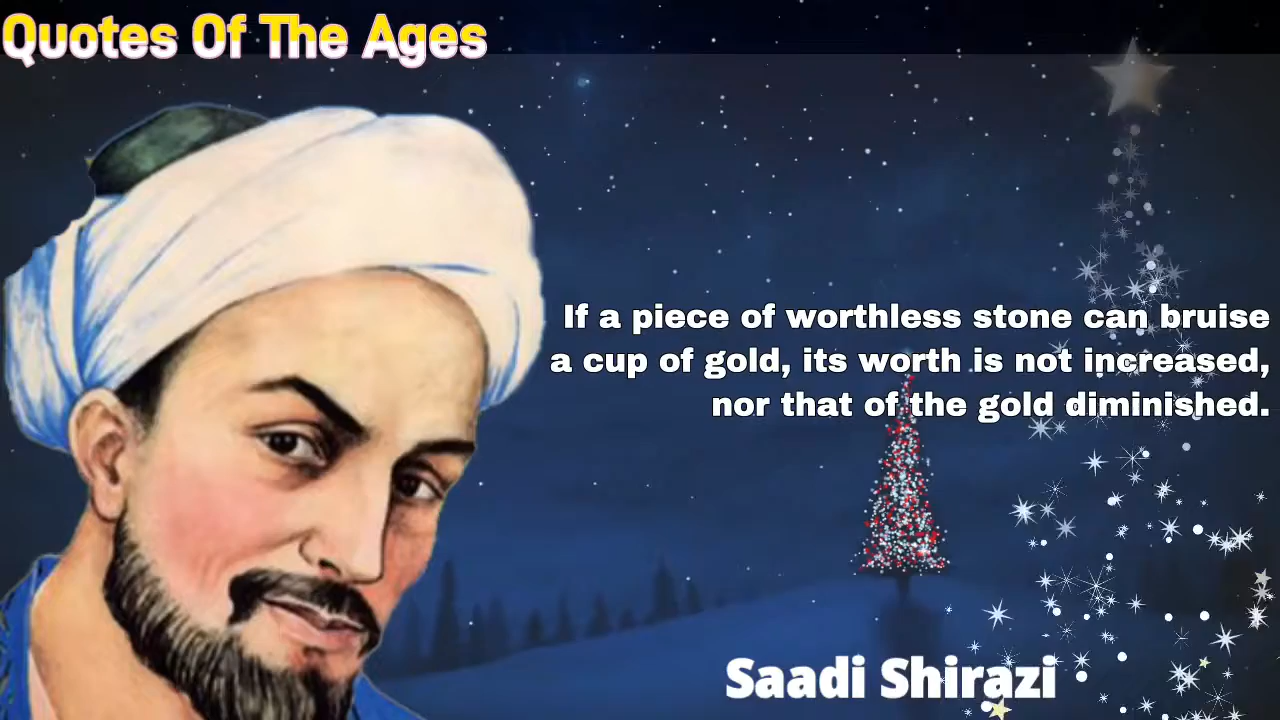 Quotes Of The Ages
If a piece of worthless stone can bruise
a cup of gold, its worth is not increased,
nor that of the gold diminished.
Saadi Shirazi